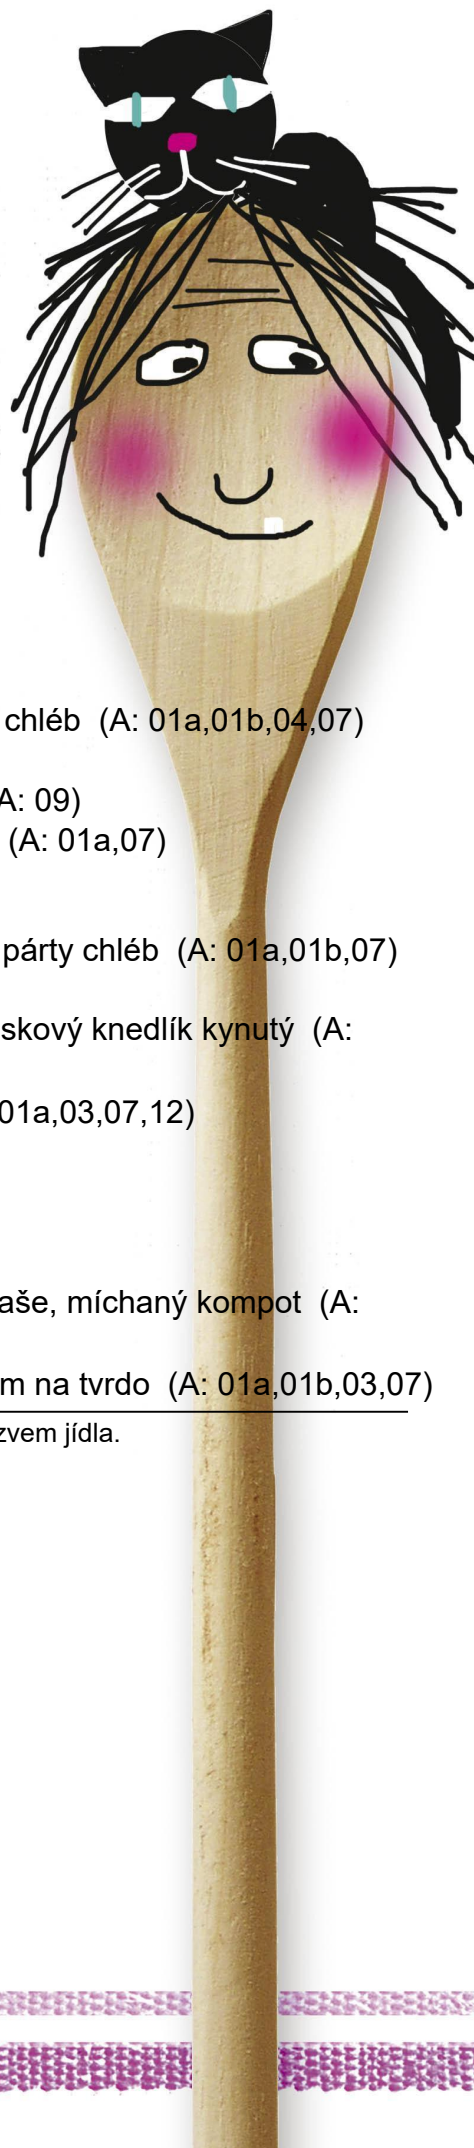 chléb (A: 01a,01b,04,07)
A: 09)
(A: 01a,07)
párty chléb (A: 01a,01b,07)
skový knedlík kynutý (A:
01a,03,07,12)
aše, míchaný kompot (A:
m na tvrdo (A: 01a,01b,03,07)
zvem jídla.